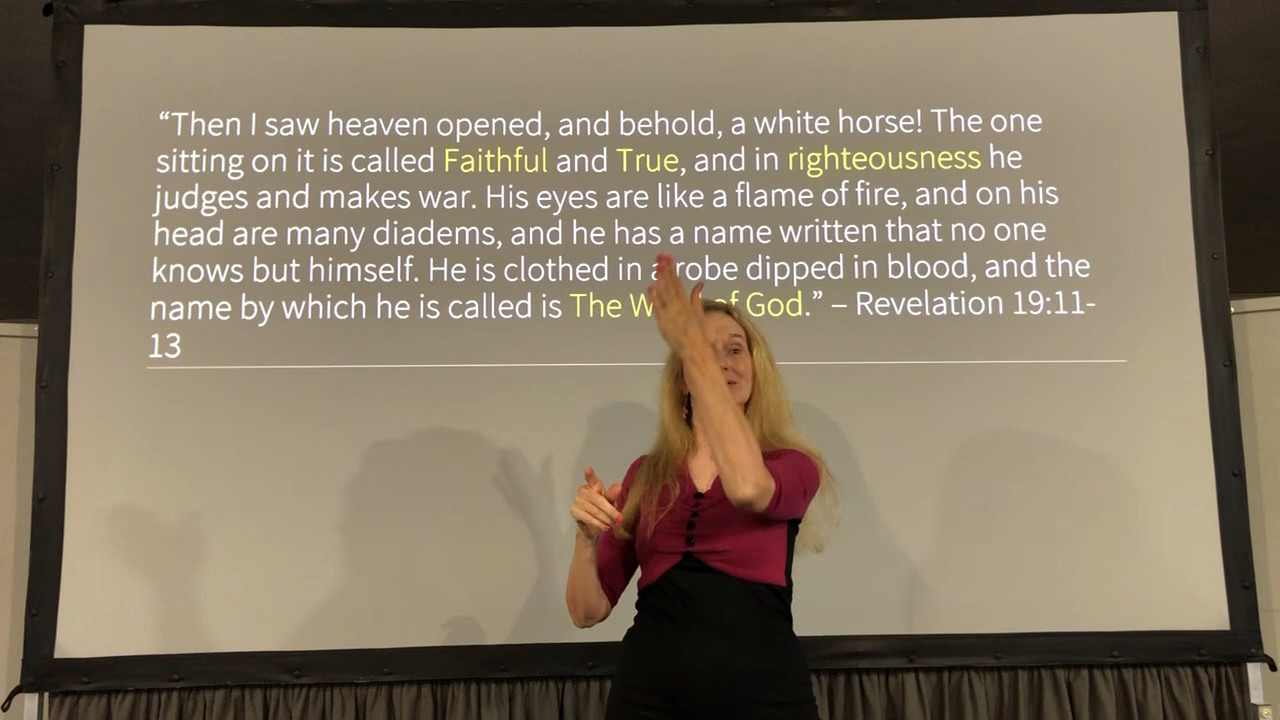 “Then I saw heaven opened, and behold, a white horse! The one
sitting on it is called Faithful and True, and in righteousness he
judges and makes war. His eyes are like a flame of fire, and on his
head are many diadems, and he has a name written that no one
knows but himself. He is clothed in a robe dipped in blood, and the
name by which he is called is The of God.” – Revelation 19:11-
13